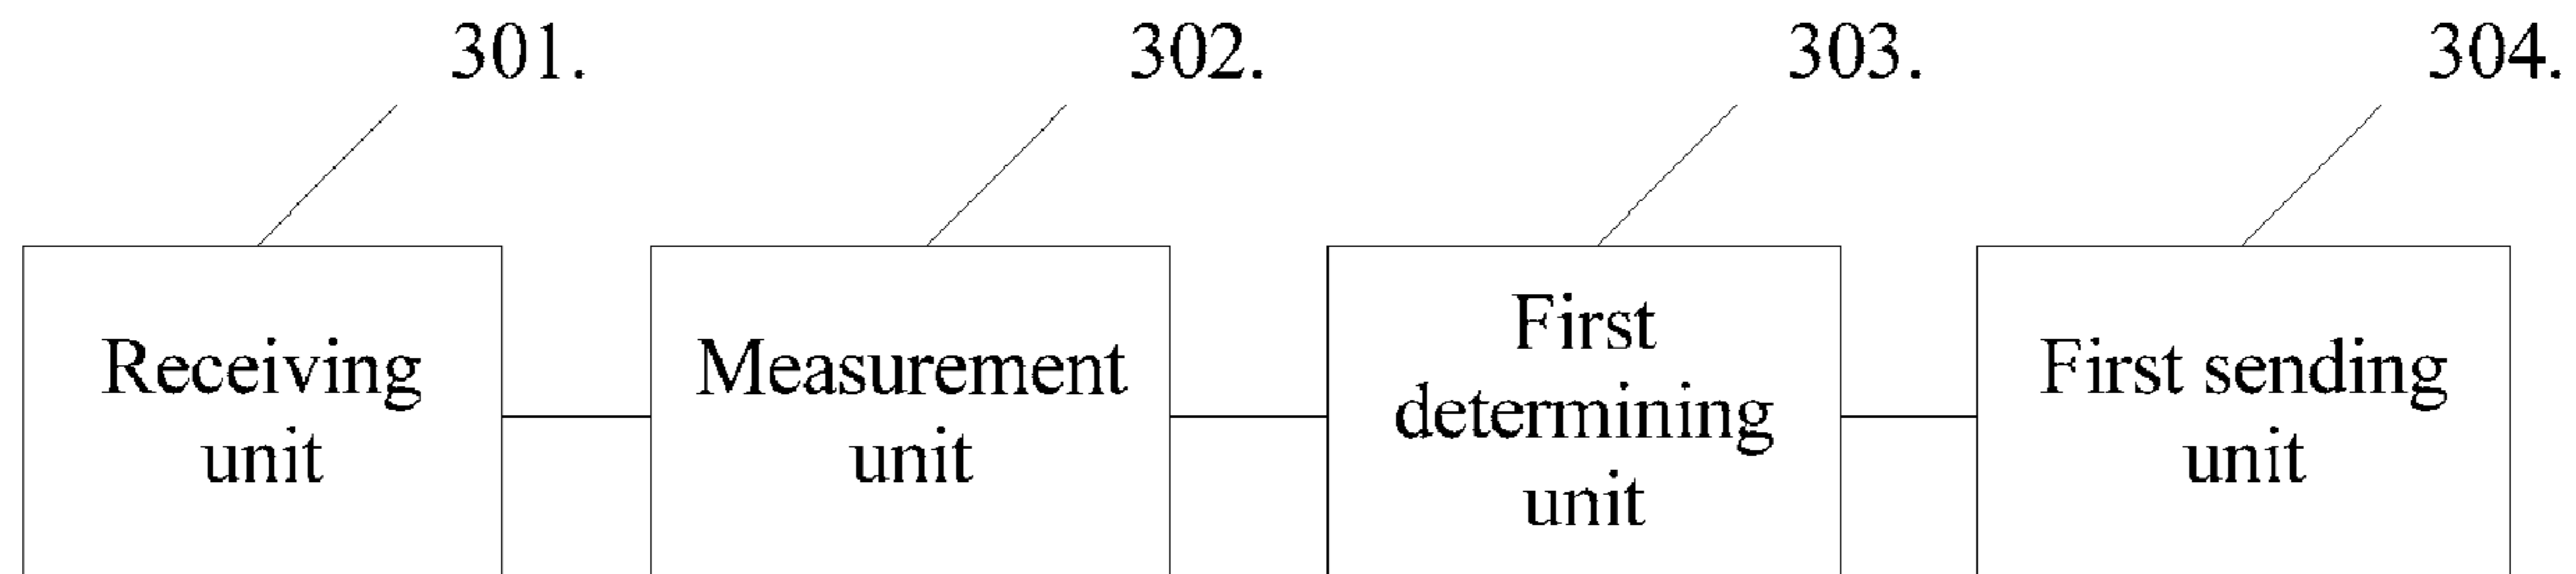 301.
302.
303.
304.
Receiving
unit
Measurement
unit
First
determining
unit
First sending
unit